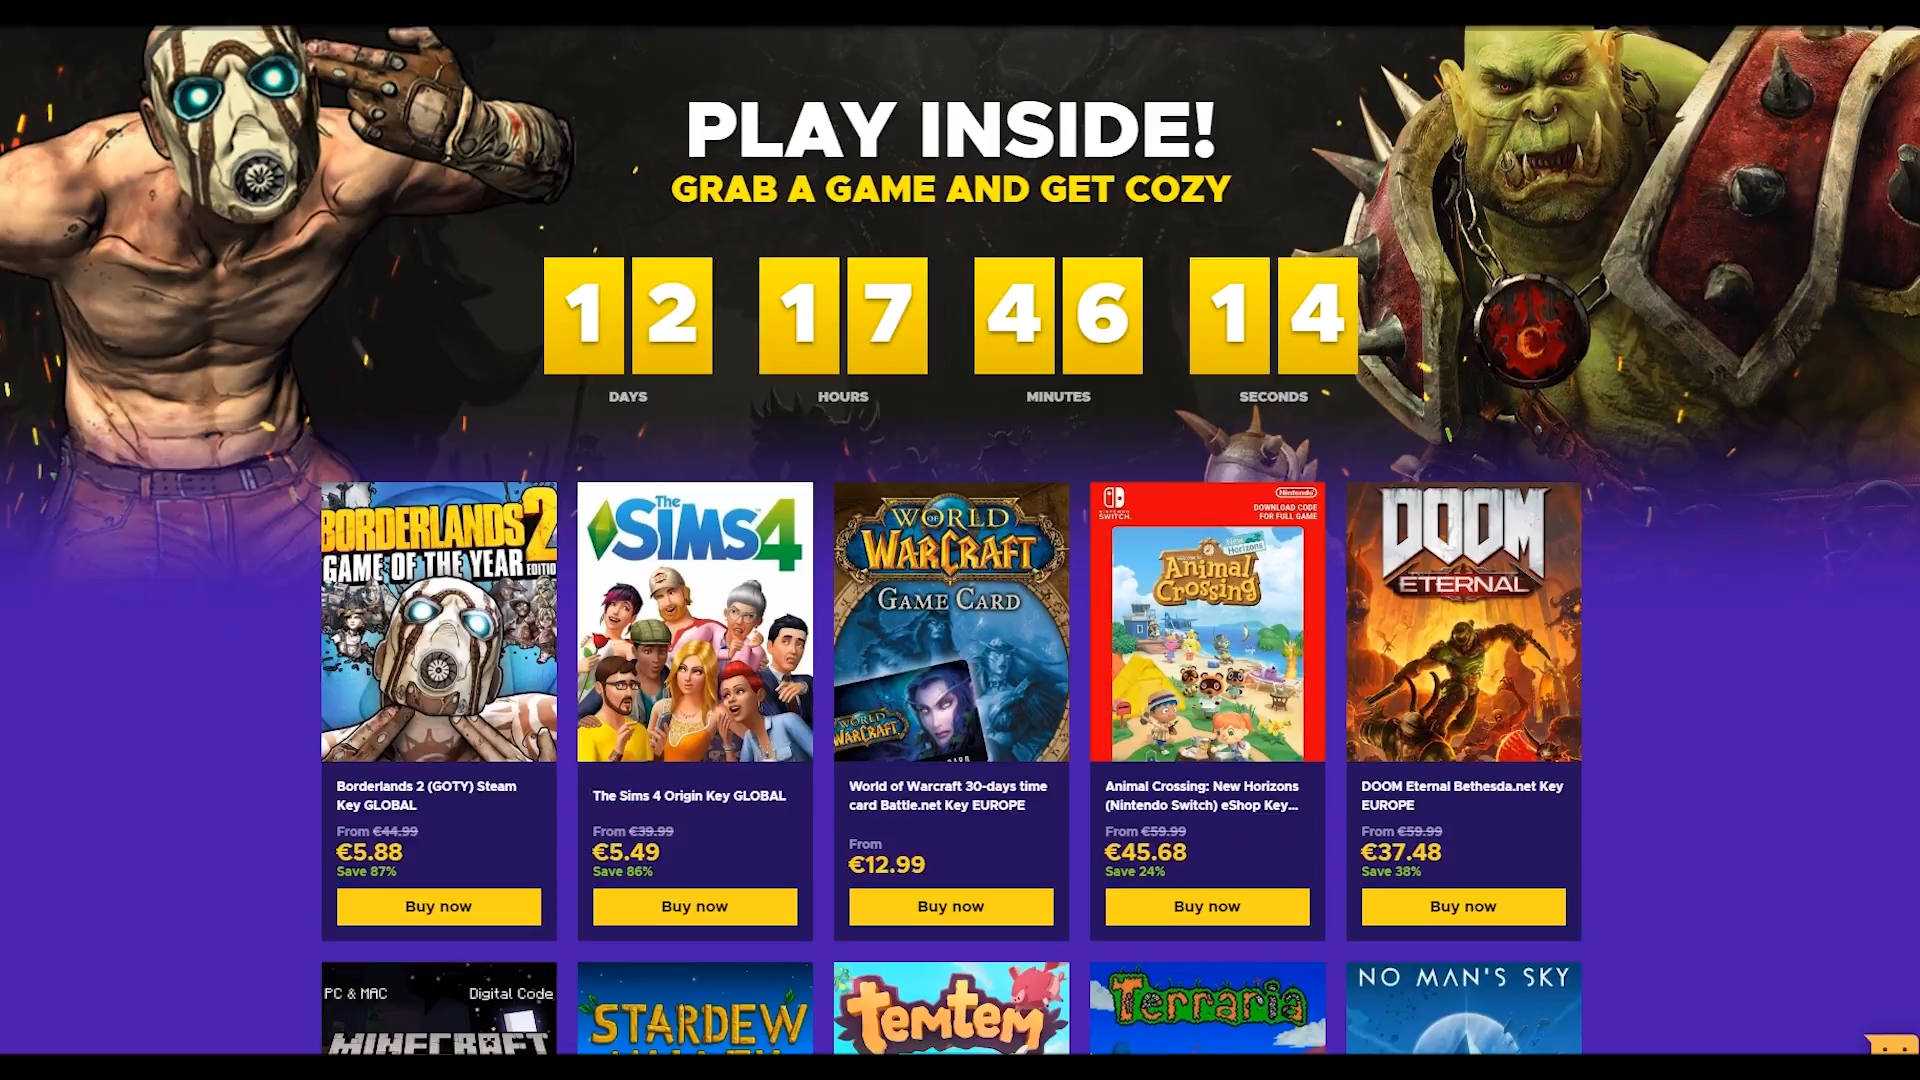 PLAY INSIDE!
GRAB A GAME AND GET COZY
12 17 46 14
DAYS HOURS MINUTES SECONDS
BORDERLANDS 2
GAME OF THE YEAR EDITIO
The
SIMS 4
WORLD
OF
WARCRAFT
GAME CARD
WORLD
WARCRAFT
NINTENDO
SWITCH.
Nintendo
DOWNLOAD CODE
FOR FULL GAME
New
Horizons
Animal
Crossing
DOOM
ETERNAL
Borderlands 2 (GOTY) Steam
Key GLOBAL
From €44.99
€5.88
Save 87%
Buy now
The Sims 4 Origin Key GLOBAL
From €39.99
€5.49
Save 86%
Buy now
World of Warcraft 30-days time
card Battle.net Key EUROPE
From
€12.99
Buy now
Animal Crossing: New Horizons
(Nintendo Switch) eShop Key...
From €59.99
€45.68
Save 24%
Buy now
DOOM Eternal Bethesda.net Key
EUROPE
From €59.99
€37.48
Save 38%
Buy now
PC & MAC Digital Code
MINECRAFT
STARDEW
VALLEY
temtem
Terraria
NO MAN'S SKY